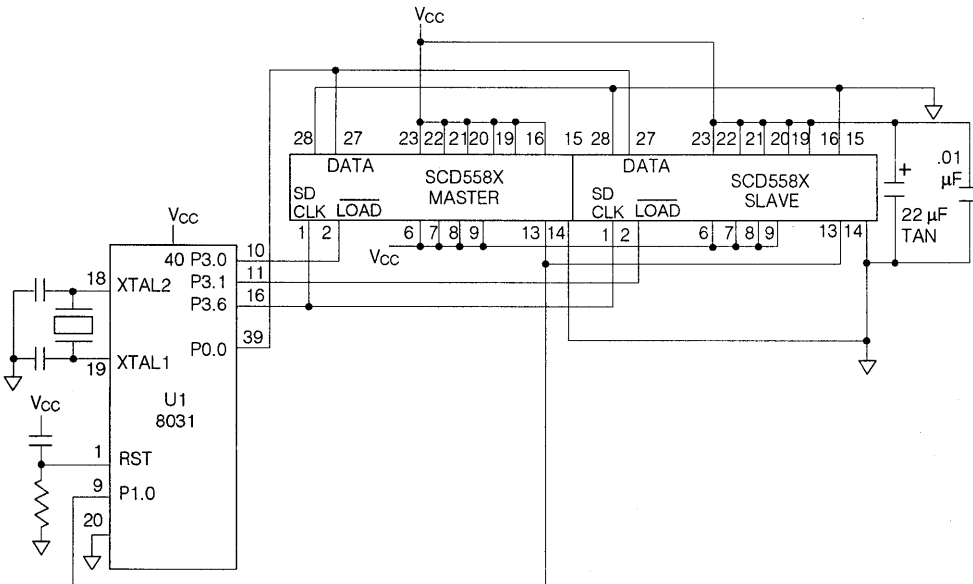 VCC
28 27 23 22 21 20 19 16 15 28 27 23 22 21 20 19 16 15
DATA
SCD558X
MASTER
SD
CLK
LOAD
DATA
SCD558X
SLAVE
SD
CLK
LOAD
+
22 µF
TAN
.01
µF
1 2 6 7 8 9 13 14 1 2 6 7 8 9 13 14
VCC
VCC
40
P3.0 10
P3.1 11
P3.6 16
P0.0 39
18 XTAL2
19 XTAL1
U1
8031
VCC
1 RST
9 P1.0
20